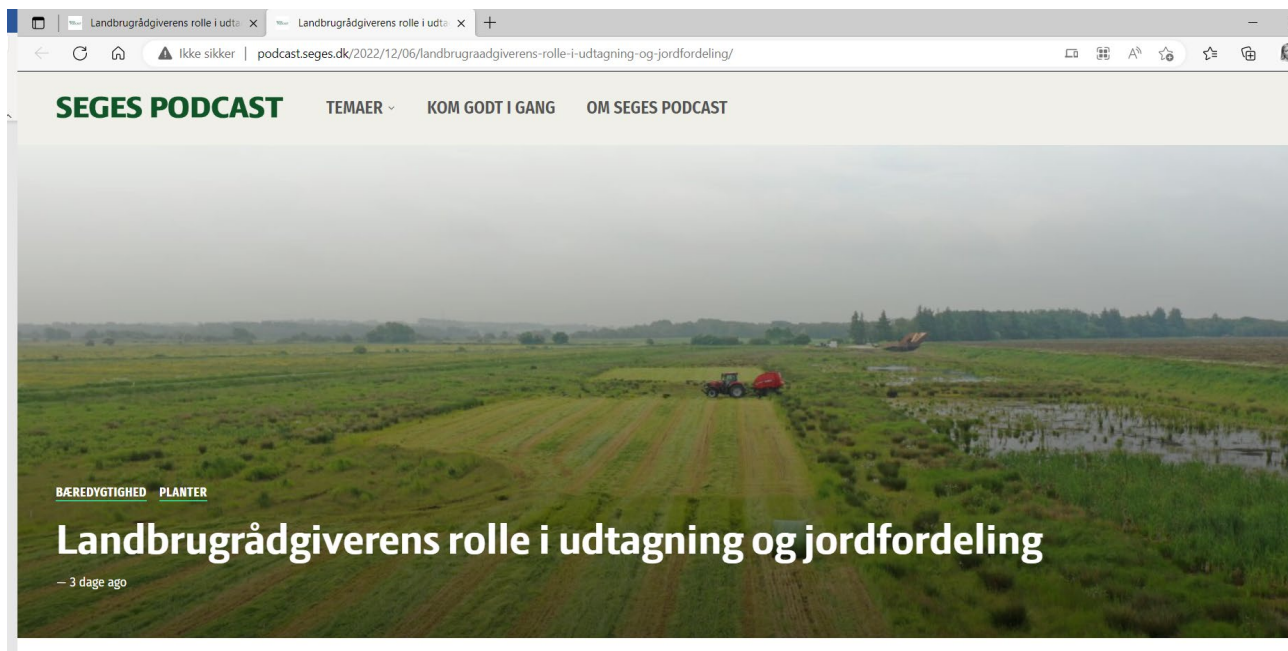 Landbrugrådgiverens rolle i udta
Landbrugrådgiverens rolle i udta
Ikke sikker | podcast.seges.dk/2022/12/06/landbrugraadgiverens-rolle-i-udtagning-og-jordfordeling/
SEGES PODCAST TEMAER KOM GODT I GANG OM SEGES PODCAST
BÆREDYGTIGHED PLANTER
Landbrugrådgiverens rolle i udtagning og jordfordeling
— 3 dage ago